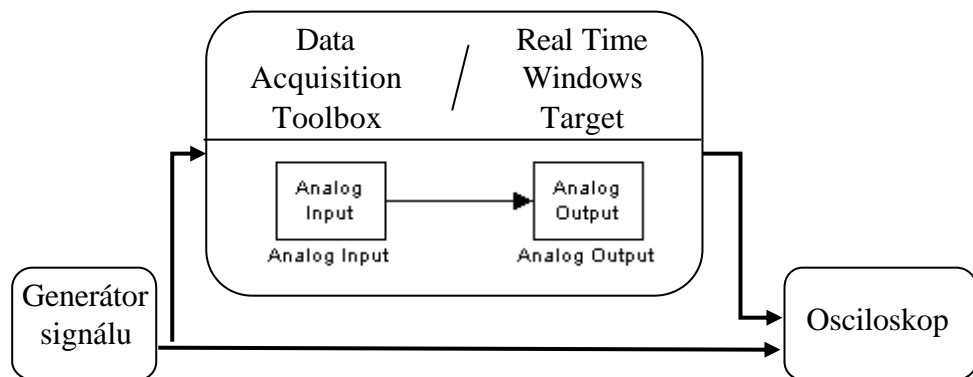 Data
Acquisition
Toolbox
/
Real Time
Windows
Target
Analog
Input
Analog Input
Analog
Output
Analog Output
Generátor
signálu
Osciloskop